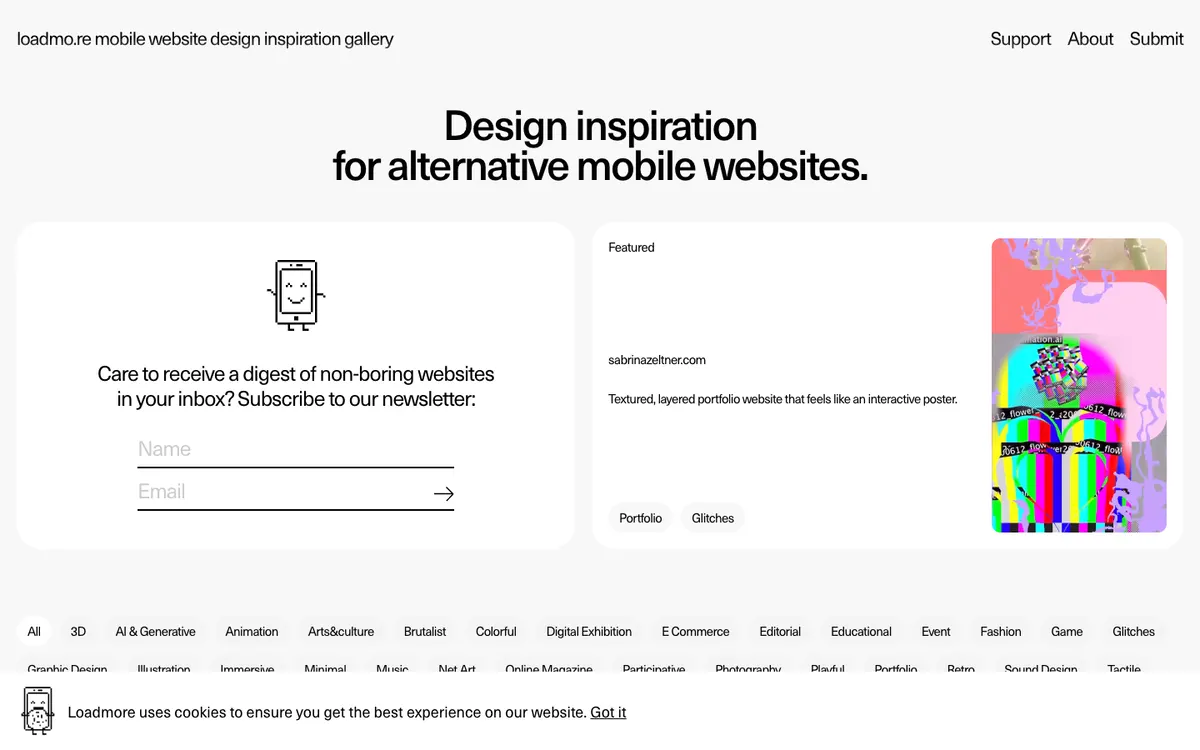 loadmo.re mobile website design inspiration gallery
Support About Submit
Design inspiration
for alternative mobile websites.
Care to receive a digest of non-boring websites
in your inbox? Subscribe to our newsletter:
Name
Email
Featured
sabrinazeltner.com
Textured, layered portfolio website that feels like an interactive poster.
Portfolio Glitches
All 3D AI & Generative Animation Arts&culture Brutalist Colorful Digital Exhibition E Commerce Editorial Educational Event Fashion Game Glitches
Graphic Design Illustration Immersive Minimal Music Net Art Online Magazine Participative Photography Playful Portfolio Retro Sound Design Tactile
Loadmore uses cookies to ensure you get the best experience on our website. Got it